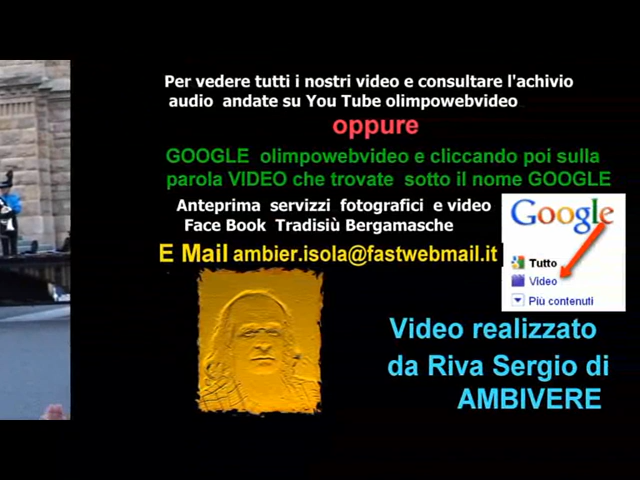 Per vedere tutti i nostri video e consultare l'achivio
audio andate su You Tube olimpowebvideo
oppure
GOOGLE olimpowebvideo e cliccando poi sulla
parola VIDEO che trovate sotto il nome GOOGLE
Anteprima servizi fotografici e video
Face Book Tradisiù Bergamasche
E Mail ambier.isola@fastwebmail.it
Google
Tutto
Video
Più contenuti
Video realizzato
da Riva Sergio di
AMBIVERE